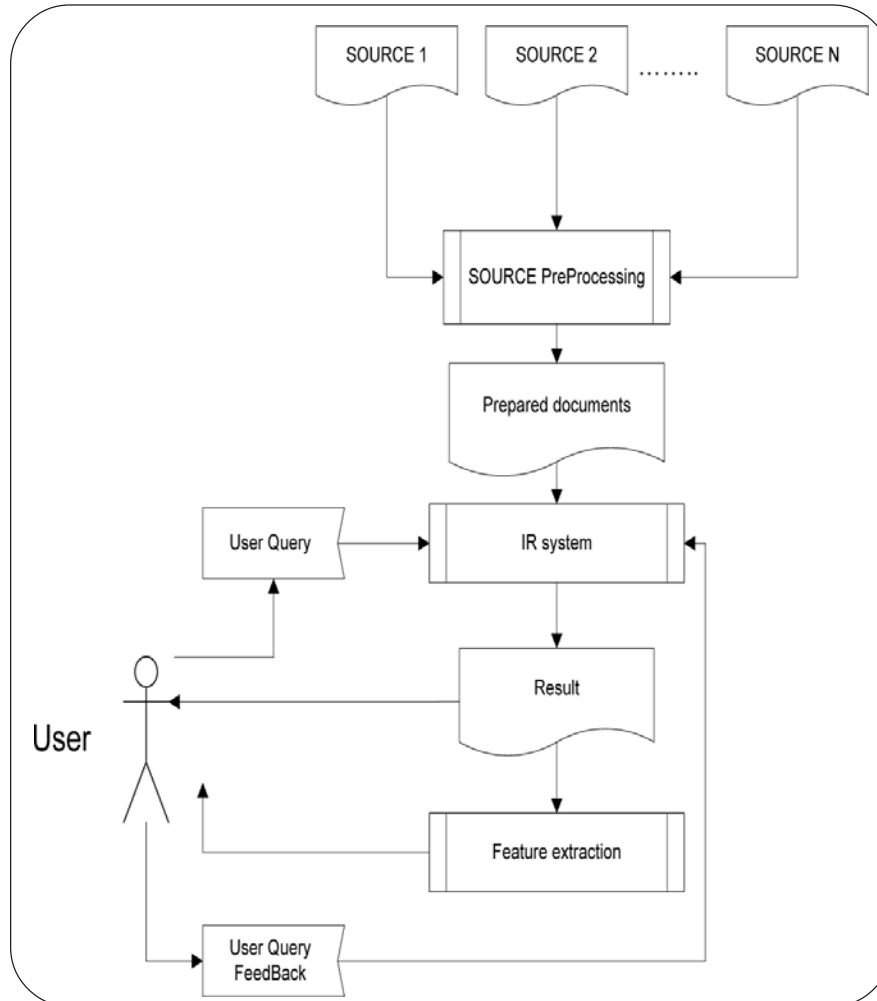 SOURCE 1
SOURCE 2
........
SOURCE N
SOURCE PreProcessing
Prepared documents
User Query
IR system
Result
User
Feature extraction
User Query
FeedBack